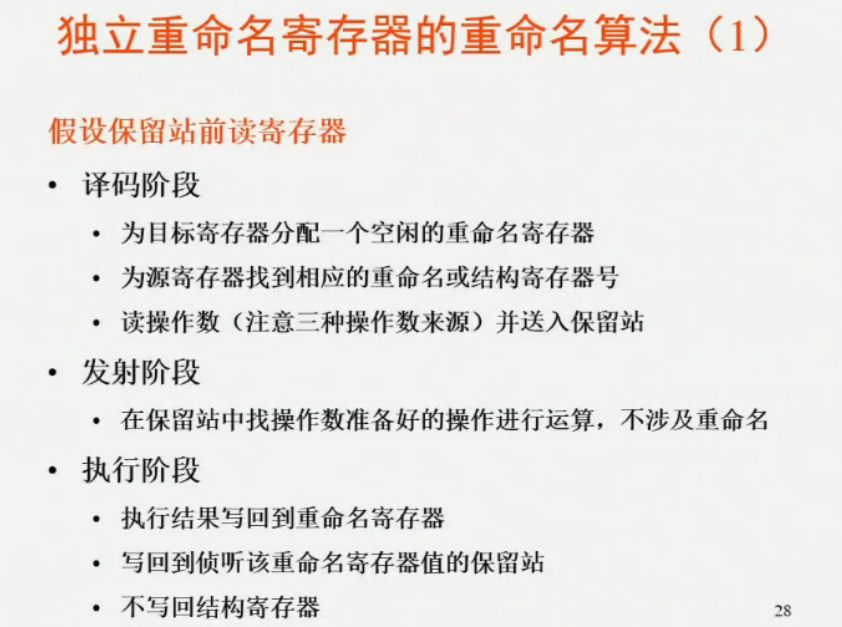 独立重命名寄存器的重命名算法（1）
假设保留站前读寄存器
• 译码阶段
• 为目标寄存器分配一个空闲的重命名寄存器
• 为源寄存器找到相应的重命名或结构寄存器号
• 读操作数（注意三种操作数来源）并送入保留站
• 发射阶段
• 在保留站中找操作数准备好的操作进行运算，不涉及重命名
• 执行阶段
• 执行结果写回到重命名寄存器
• 写回到侦听该重命名寄存器值的保留站
• 不写回结构寄存器
28